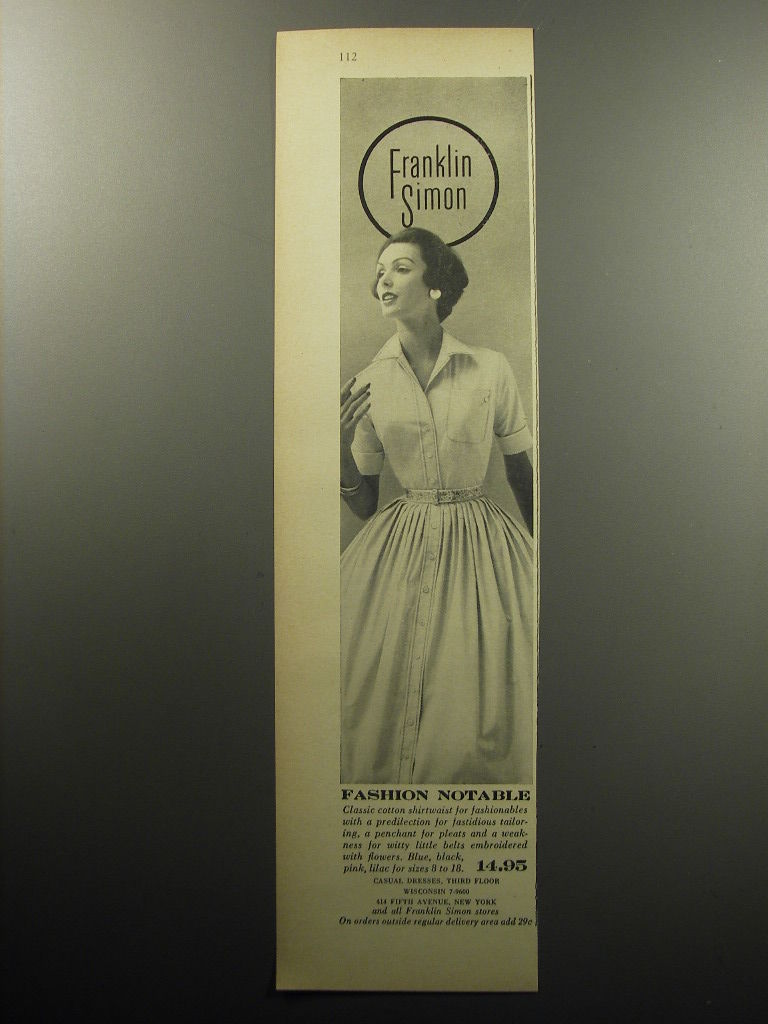 112
Franklin
Simon
FASHION NOTABLE
Classic cotton shirtwaist for fashionables
with a predilection for fastidious tailor-
ing, a penchant for pleats and a weak-
ness for witty little belts embroidered
with flowers. Blue, black,
pink, lilac for sizes 8 to 18. 14.95
CASUAL DRESSES, THIRD FLOOR
WISCONSIN 7-9600
414 FIFTH AVENUE, NEW YORK
and all Franklin Simon stores
On orders outside regular delivery area add 29c